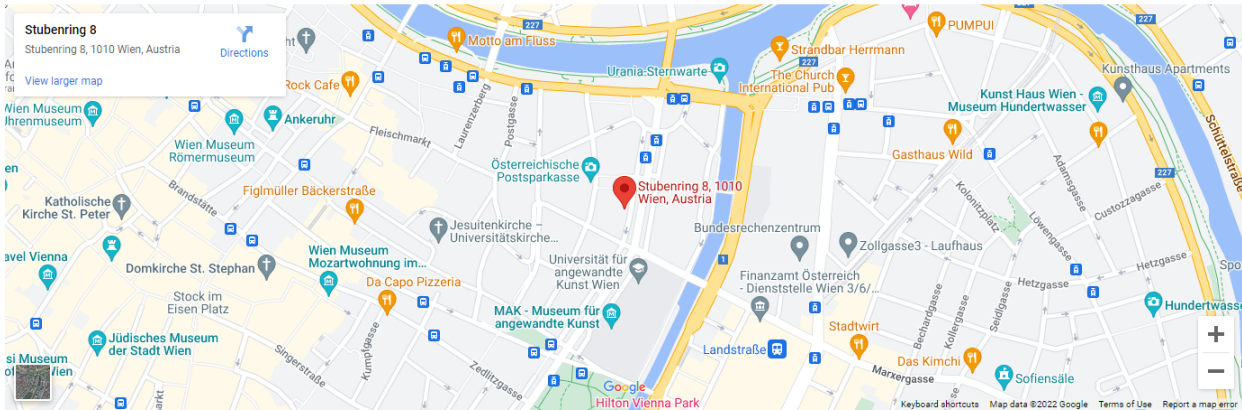 Stubenring 8
Stubenring 8, 1010 Wien, Austria
Directions
View larger map
227
Motto am Fluss
PUMPUI
Strandbar Herrmann
227
Urania-Sternwarte
The Church
International Pub
Kunsthaus Apartments
Rock Cafe
Kunst Haus Wien -
Museum Hundertwasser
Wien Museum
Uhrenmuseum
Ankeruhr
Laurenzerberg
Postgasse
227
Schüttelstraße
Fleischmarkt
Wien Museum
Römermuseum
Gasthaus Wild
Adamsgasse
Österreichische
Postsparkasse
227
Brandstätte
Figlmüller Bäckerstraße
Stubenring 8, 1010
Wien, Austria
Kolonitzplatz
Löwengasse
Custozzagasse
Katholische
Kirche St. Peter
Jesuitenkirche –
Universitätskirche...
Bundesrechenzentrum
Zollgasse3 - Laufhaus
Wien Museum
Mozartwohnung im...
Domkirche St. Stephan
Universität für
angewandte
Kunst Wien
1
Finanzamt Österreich
- Dienststelle Wien 3/6/...
Hetzgasse
Hetzgasse
Da Capo Pizzeria
Stock im
Eisen Platz
MAK - Museum für
angewandte Kunst
Bechardgasse
Kollergasse
Seidlgasse
Hundertwasser
Stadtwirt
Jüdisches Museum
der Stadt Wien
Singerstraße
Kumpfgasse
Zedlitzgasse
Landstraße
Das Kimchi
Marxergasse
Sofiensäle
Google
Hilton Vienna Park
Keyboard shortcuts
Map data ©2022 Google
Terms of Use
Report a map error